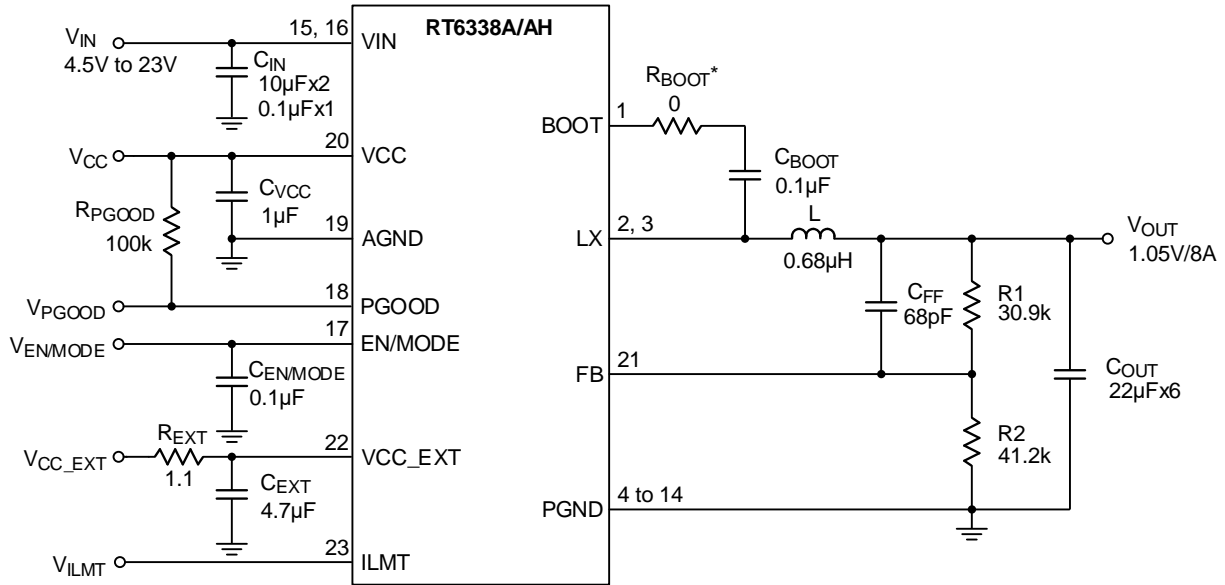 RT6338A/AH
VIN
4.5V to 23V
15, 16
VIN
CIN
10µFx2
0.1µFx1
VCC
20
VCC
CVCC
1µF
RPGOOD
100k
19
AGND
VPGOOD
18
PGOOD
VEN/MODE
17
EN/MODE
CEN/MODE
0.1µF
REXT
VCC_EXT
1.1
22
VCC_EXT
CEXT
4.7µF
VILMT
23
ILMT
BOOT
1
RBOOT*
0
CBOOT
0.1µF
LX
2, 3
L
0.68µH
VOUT
1.05V/8A
CFF
68pF
R1
30.9k
FB
21
COUT
22µFx6
R2
41.2k
PGND
4 to 14